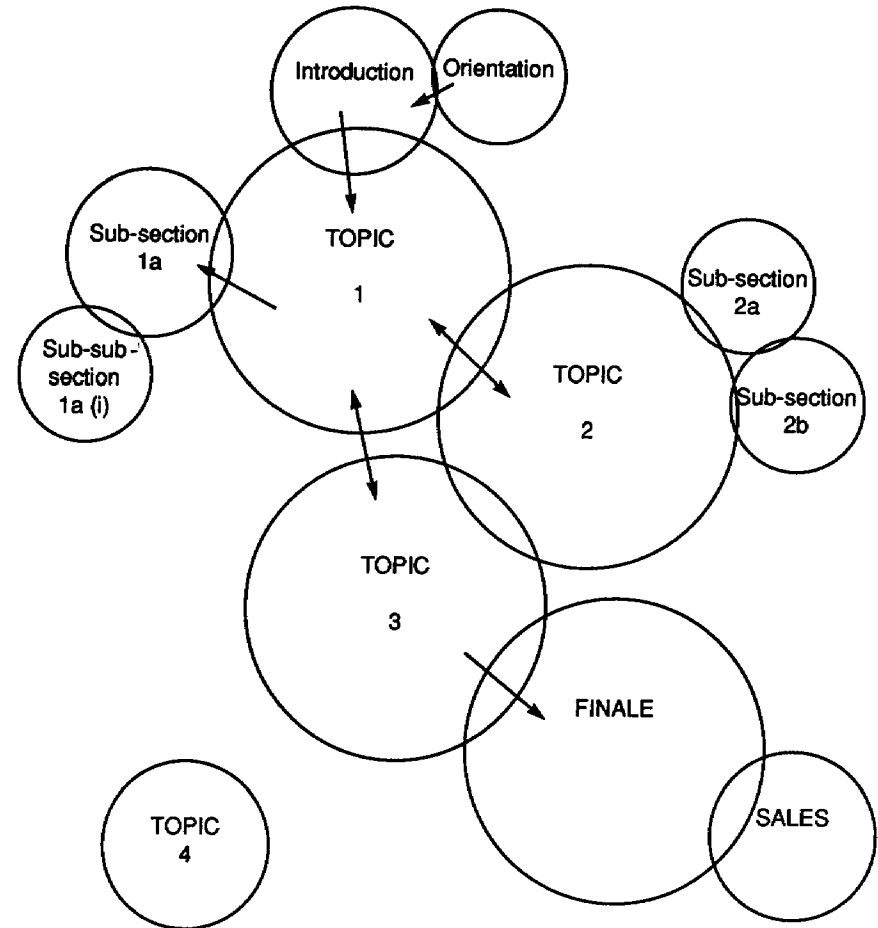 Introduction
Orientation
Sub-section
1a
TOPIC
1
Sub-section
2a
Sub-sub-
section
1a (i)
TOPIC
2
Sub-section
2b
TOPIC
3
FINALE
TOPIC
4
SALES